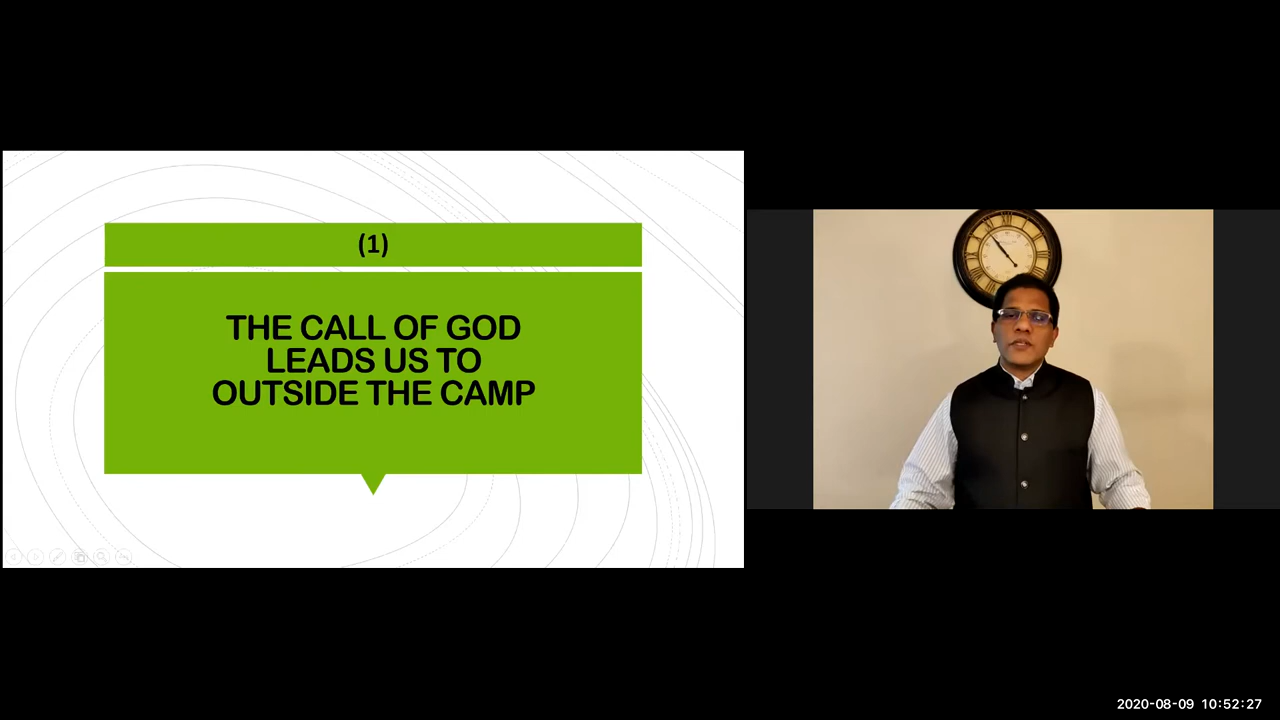 (1)
THE CALL OF GOD
LEADS US TO
OUTSIDE THE CAMP
2020-08-09 10:52:27